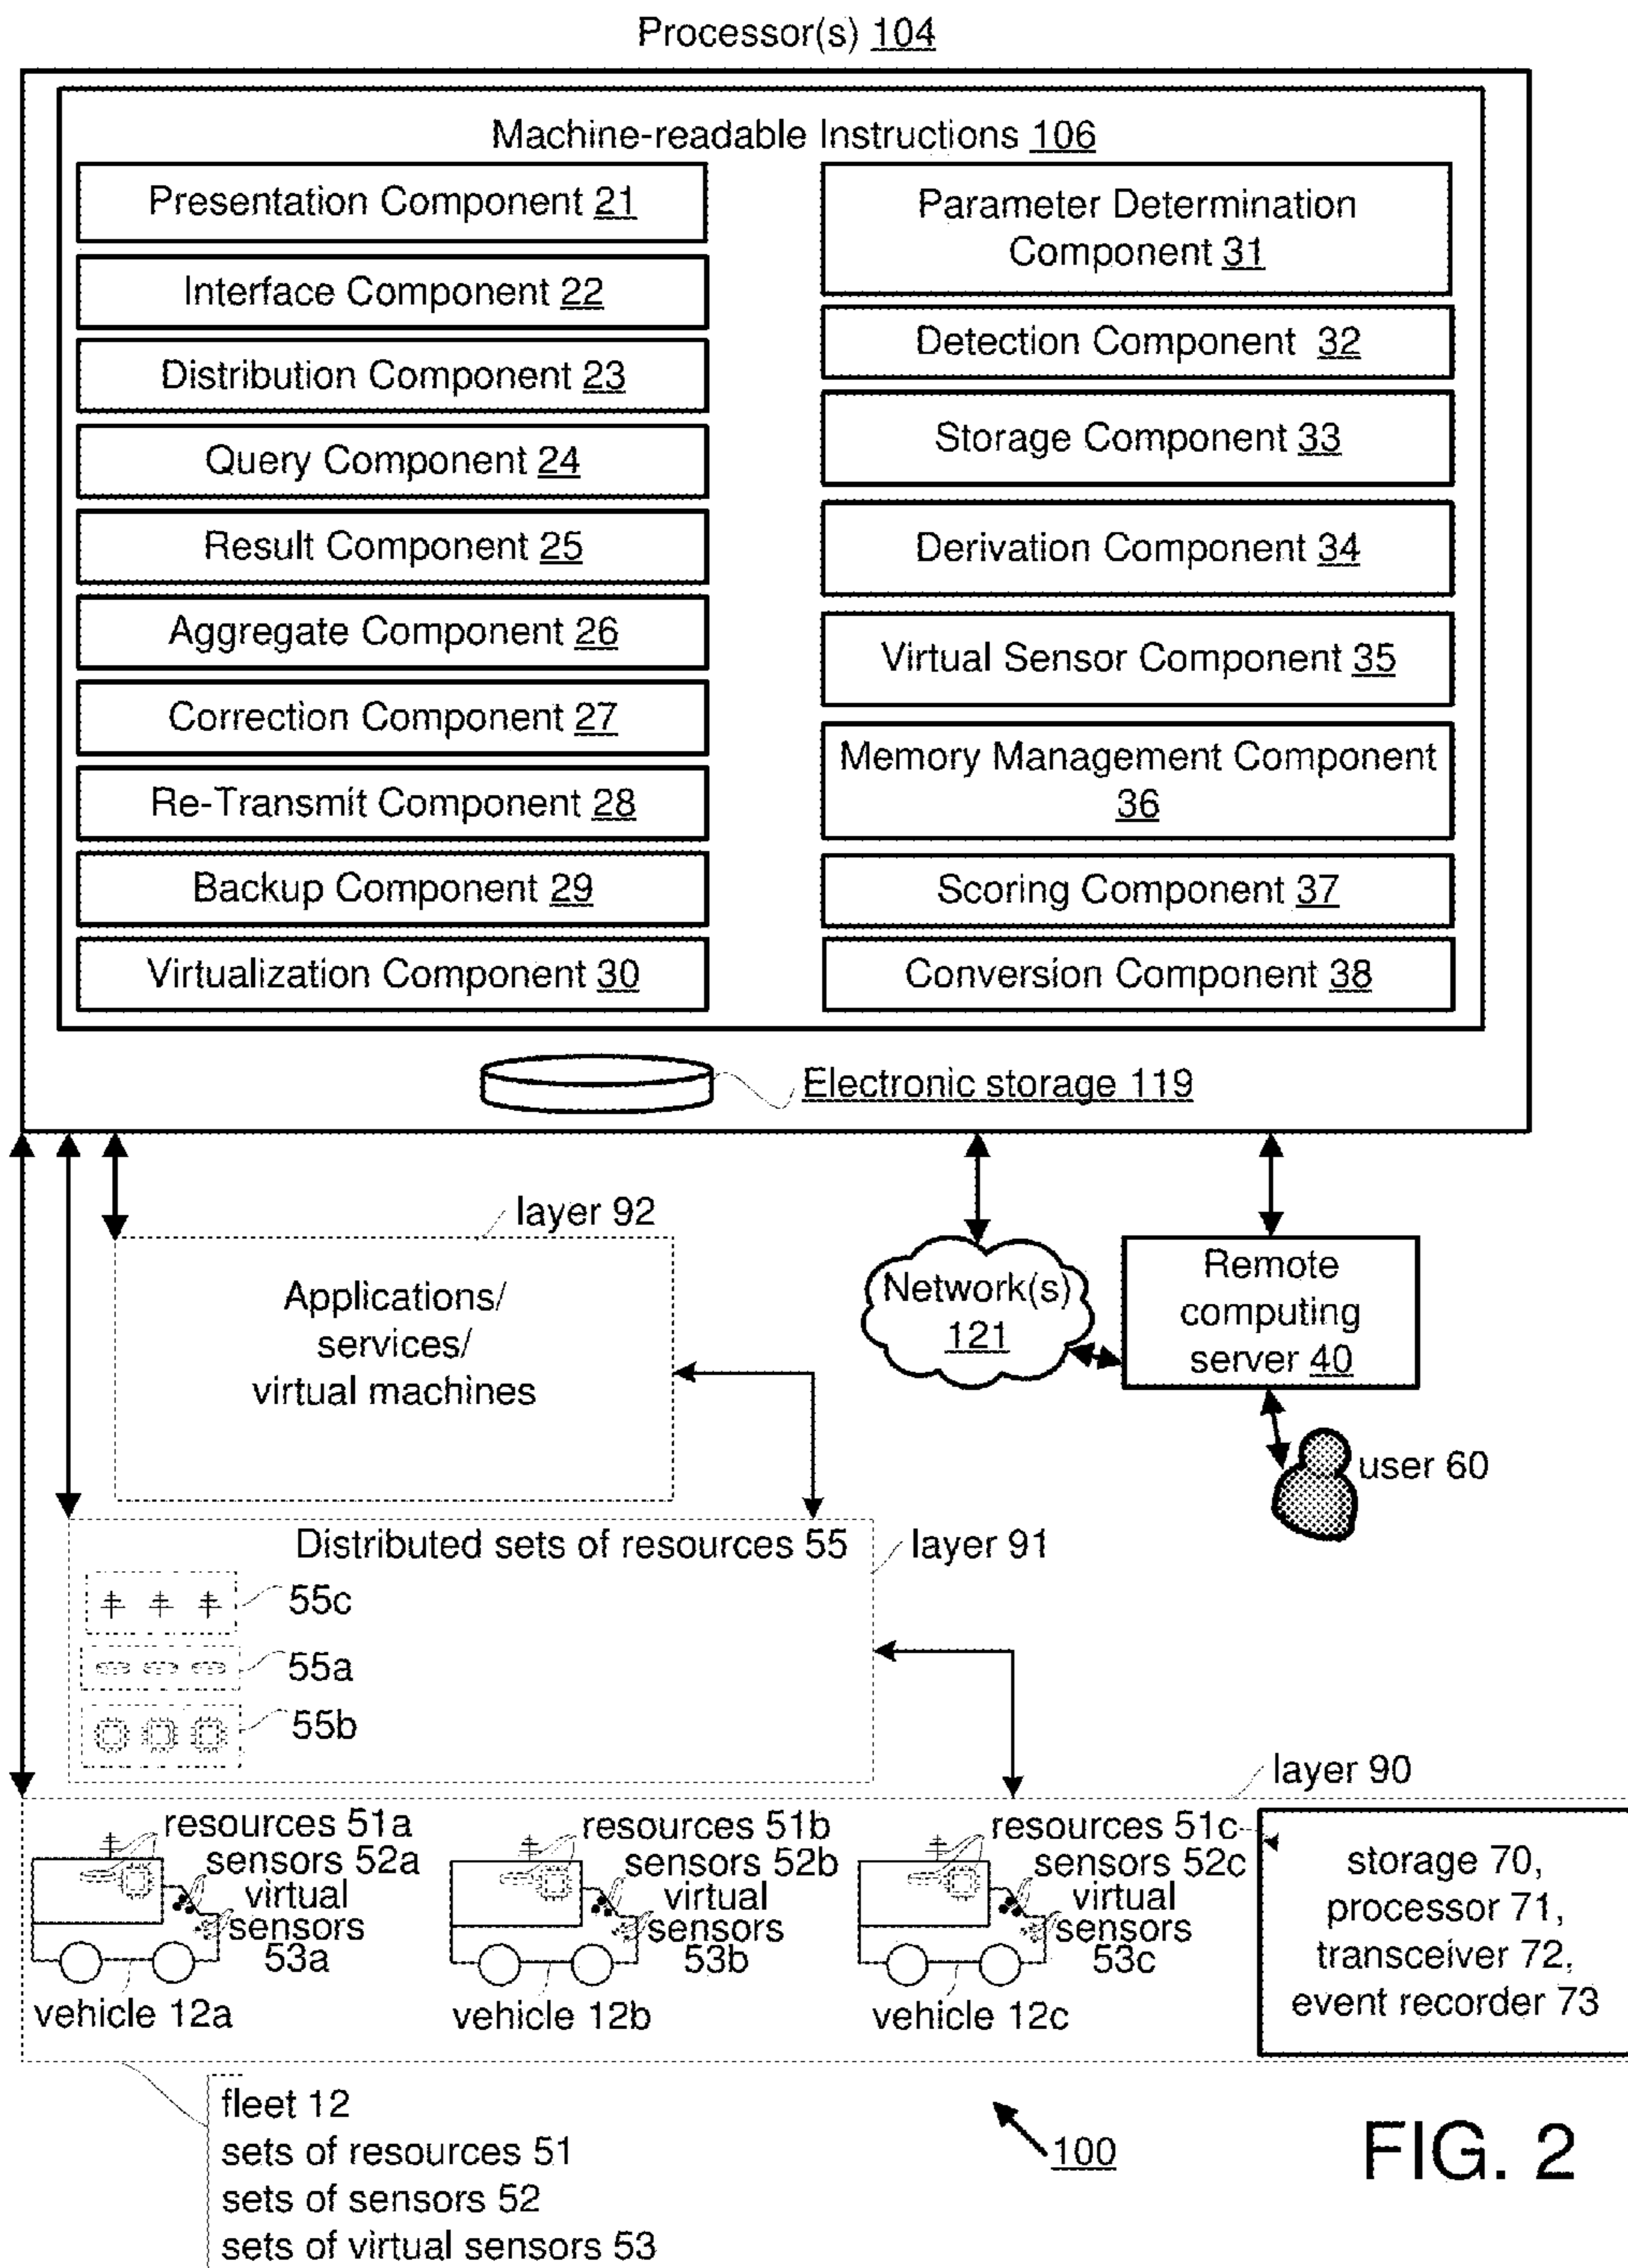 Processor(s) 104
Machine-readable Instructions 106
Presentation Component 21
Interface Component 22
Distribution Component 23
Query Component 24
Result Component 25
Aggregate Component 26
Correction Component 27
Re-Transmit Component 28
Backup Component 29
Virtualization Component 30
Parameter Determination
Component 31
Detection Component 32
Storage Component 33
Derivation Component 34
Virtual Sensor Component 35
Memory Management Component
36
Scoring Component 37
Conversion Component 38
Electronic storage 119
layer 92
Applications/
services/
virtual machines
Network(s)
121
Remote
computing
server 40
user 60
Distributed sets of resources 55
layer 91
55c
55a
55b
layer 90
resources 51a
sensors 52a
virtual
sensors
53a
vehicle 12a
resources 51b
sensors 52b
virtual
sensors
53b
vehicle 12b
resources 51c
sensors 52c
virtual
sensors
53c
vehicle 12c
storage 70,
processor 71,
transceiver 72,
event recorder 73
fleet 12
sets of resources 51
sets of sensors 52
sets of virtual sensors 53
100
FIG. 2